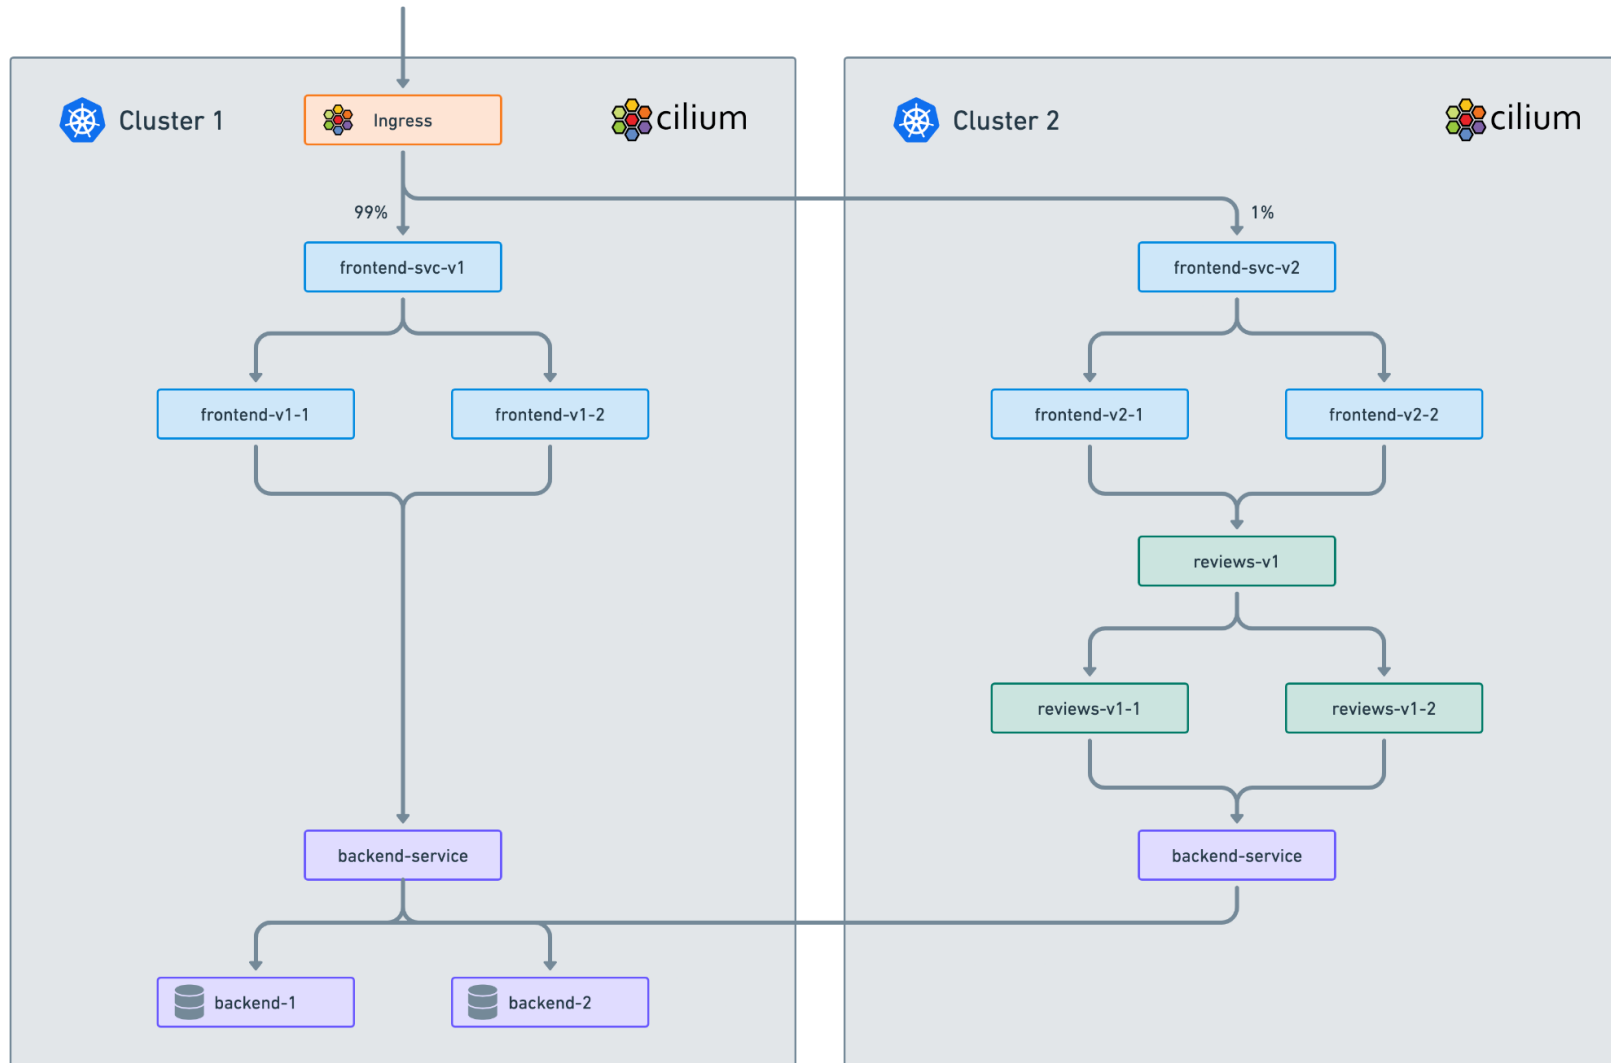 Cluster 1
Ingress
cilium
Cluster 2
cilium
99%
1%
frontend-svc-v1
frontend-svc-v2
frontend-v1-1
frontend-v1-2
frontend-v2-1
frontend-v2-2
reviews-v1
reviews-v1-1
reviews-v1-2
backend-service
backend-service
backend-1
backend-2